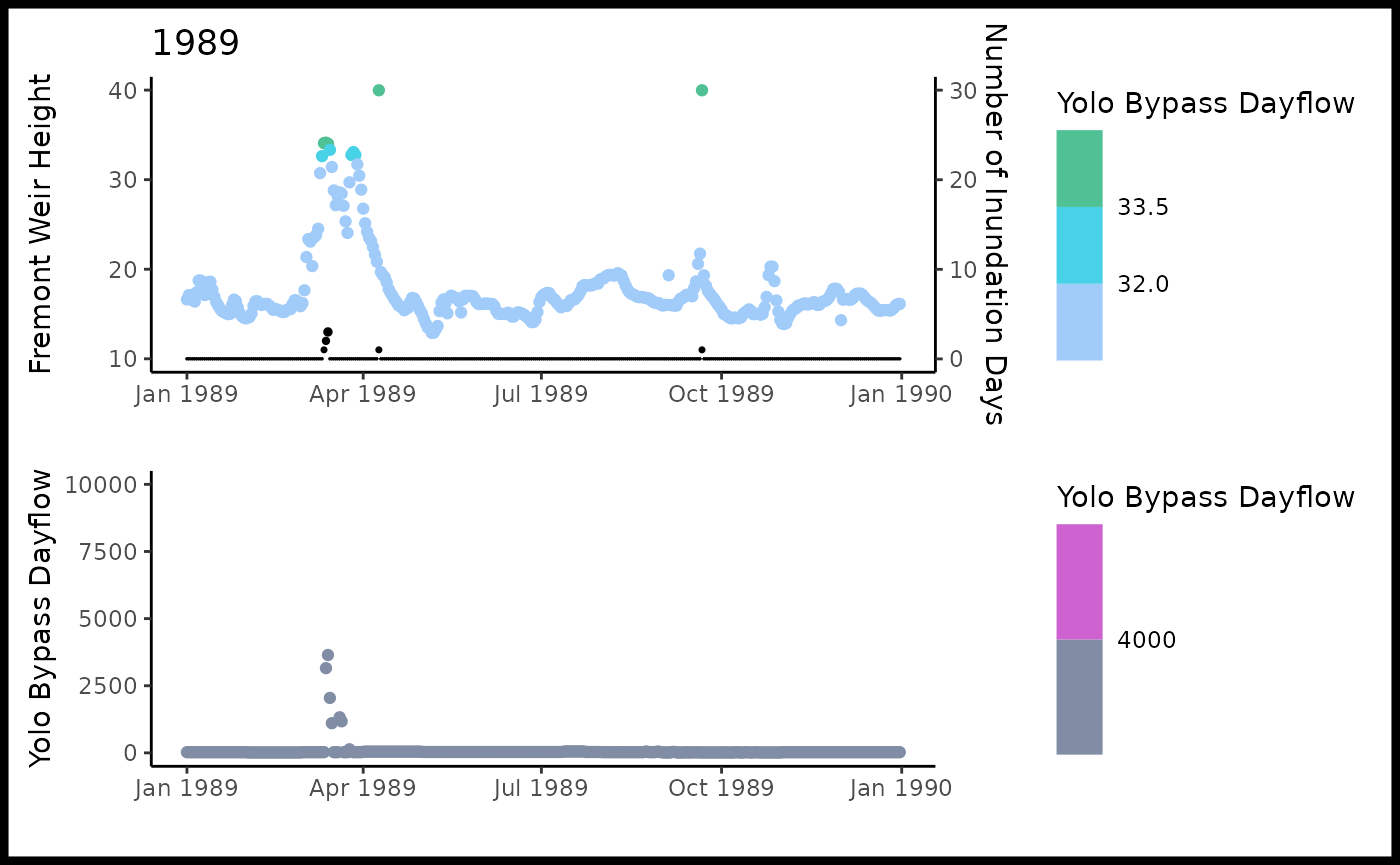 1989
Fremont Weir Height
40
30
20
10
30
20
10
0
Number of Inundation Days
Jan 1989
Apr 1989
Jul 1989
Oct 1989
Jan 1990
Yolo Bypass Dayflow
33.5
32.0
Yolo Bypass Dayflow
10000
7500
5000
2500
0
Jan 1989
Apr 1989
Jul 1989
Oct 1989
Jan 1990
Yolo Bypass Dayflow
4000